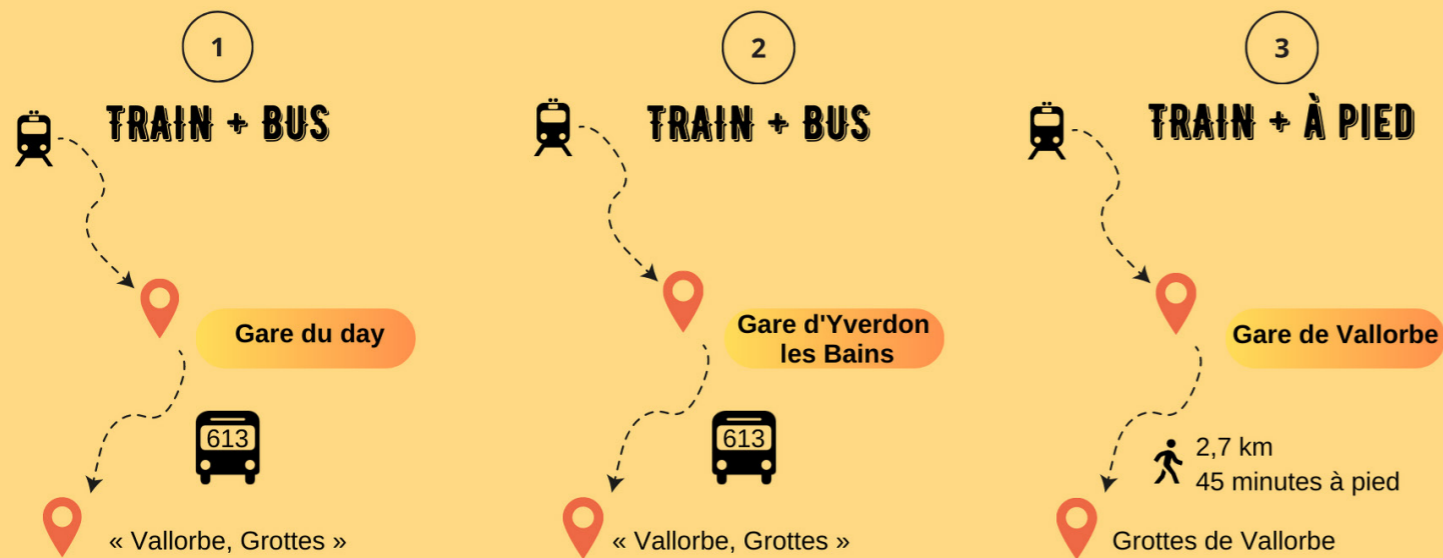 1
TRAIN + BUS
Gare du day
613
« Vallorbe, Grottes »
2
TRAIN + BUS
Gare d'Yverdon
les Bains
613
« Vallorbe, Grottes »
3
TRAIN + À PIED
Gare de Vallorbe
2,7 km
45 minutes à pied
Grottes de Vallorbe